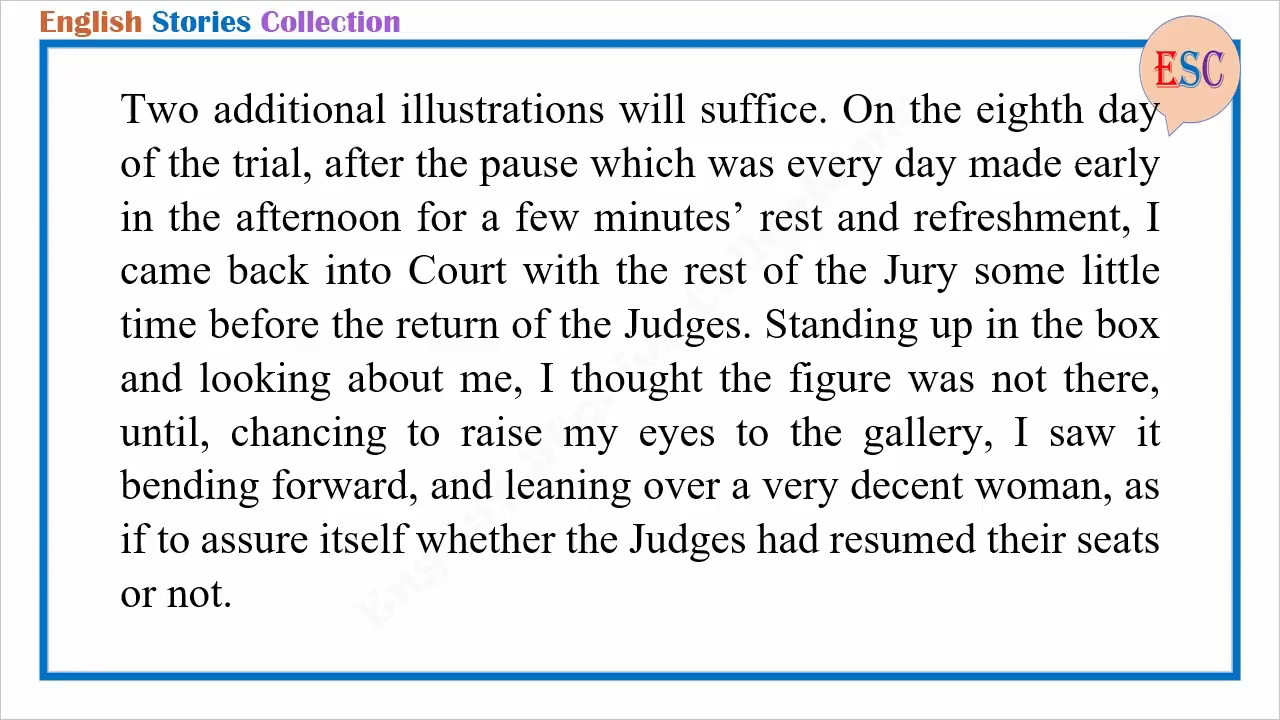 English Stories Collection
ESC
Two additional illustrations will suffice. On the eighth day
of the trial, after the pause which was every day made early
in the afternoon for a few minutes’ rest and refreshment, I
came back into Court with the rest of the Jury some little
time before the return of the Judges. Standing up in the box
and looking about me, I thought the figure was not there,
until, chancing to raise my eyes to the gallery, I saw it
bending forward, and leaning over a very decent woman, as
if to assure itself whether the Judges had resumed their seats
or not.